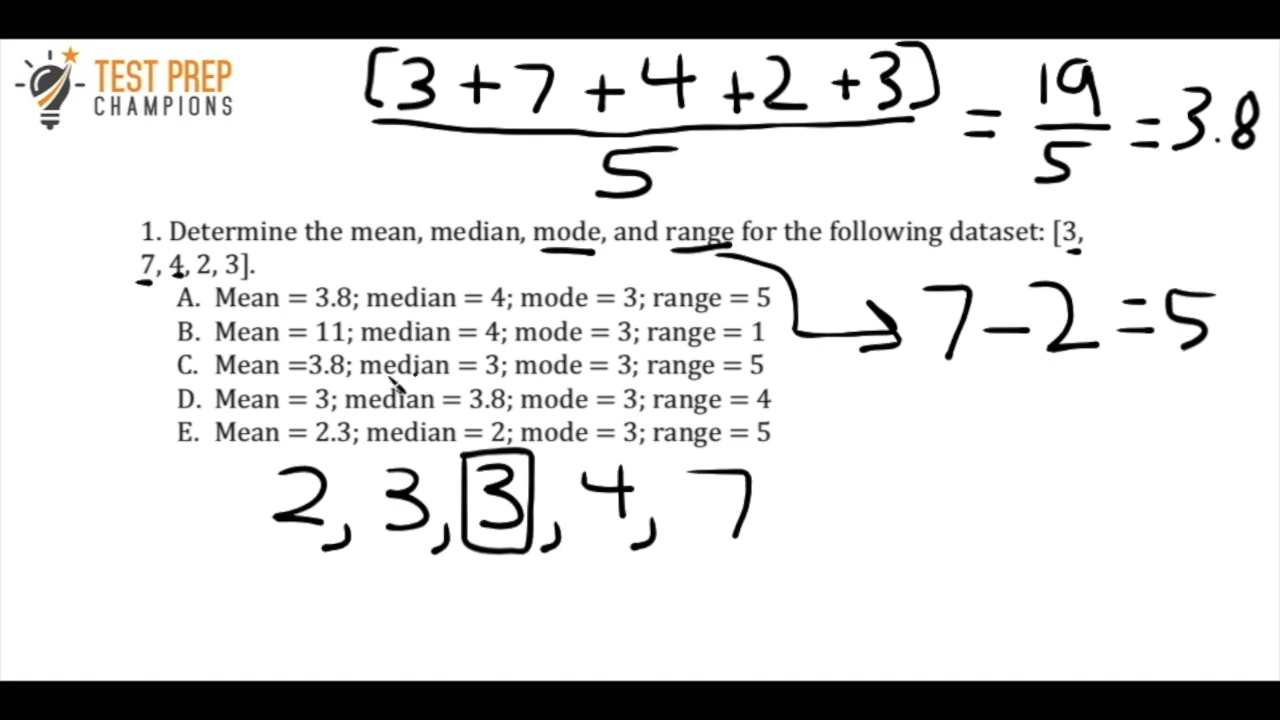 TEST PREP
CHAMPIONS
[3 + 7 + 4 + 2 + 3]
5
= 19
5
= 3.8
1. Determine the mean, median, mode, and range for the following dataset: [3,
7, 4, 2, 3].
A. Mean = 3.8; median = 4; mode = 3; range = 5
B. Mean = 11; median = 4; mode = 3; range = 1
C. Mean =3.8; median = 3; mode = 3; range = 5
D. Mean = 3; median = 3.8; mode = 3; range = 4
E. Mean = 2.3; median = 2; mode = 3; range = 5
7 - 2 = 5
2, 3, 3, 4, 7